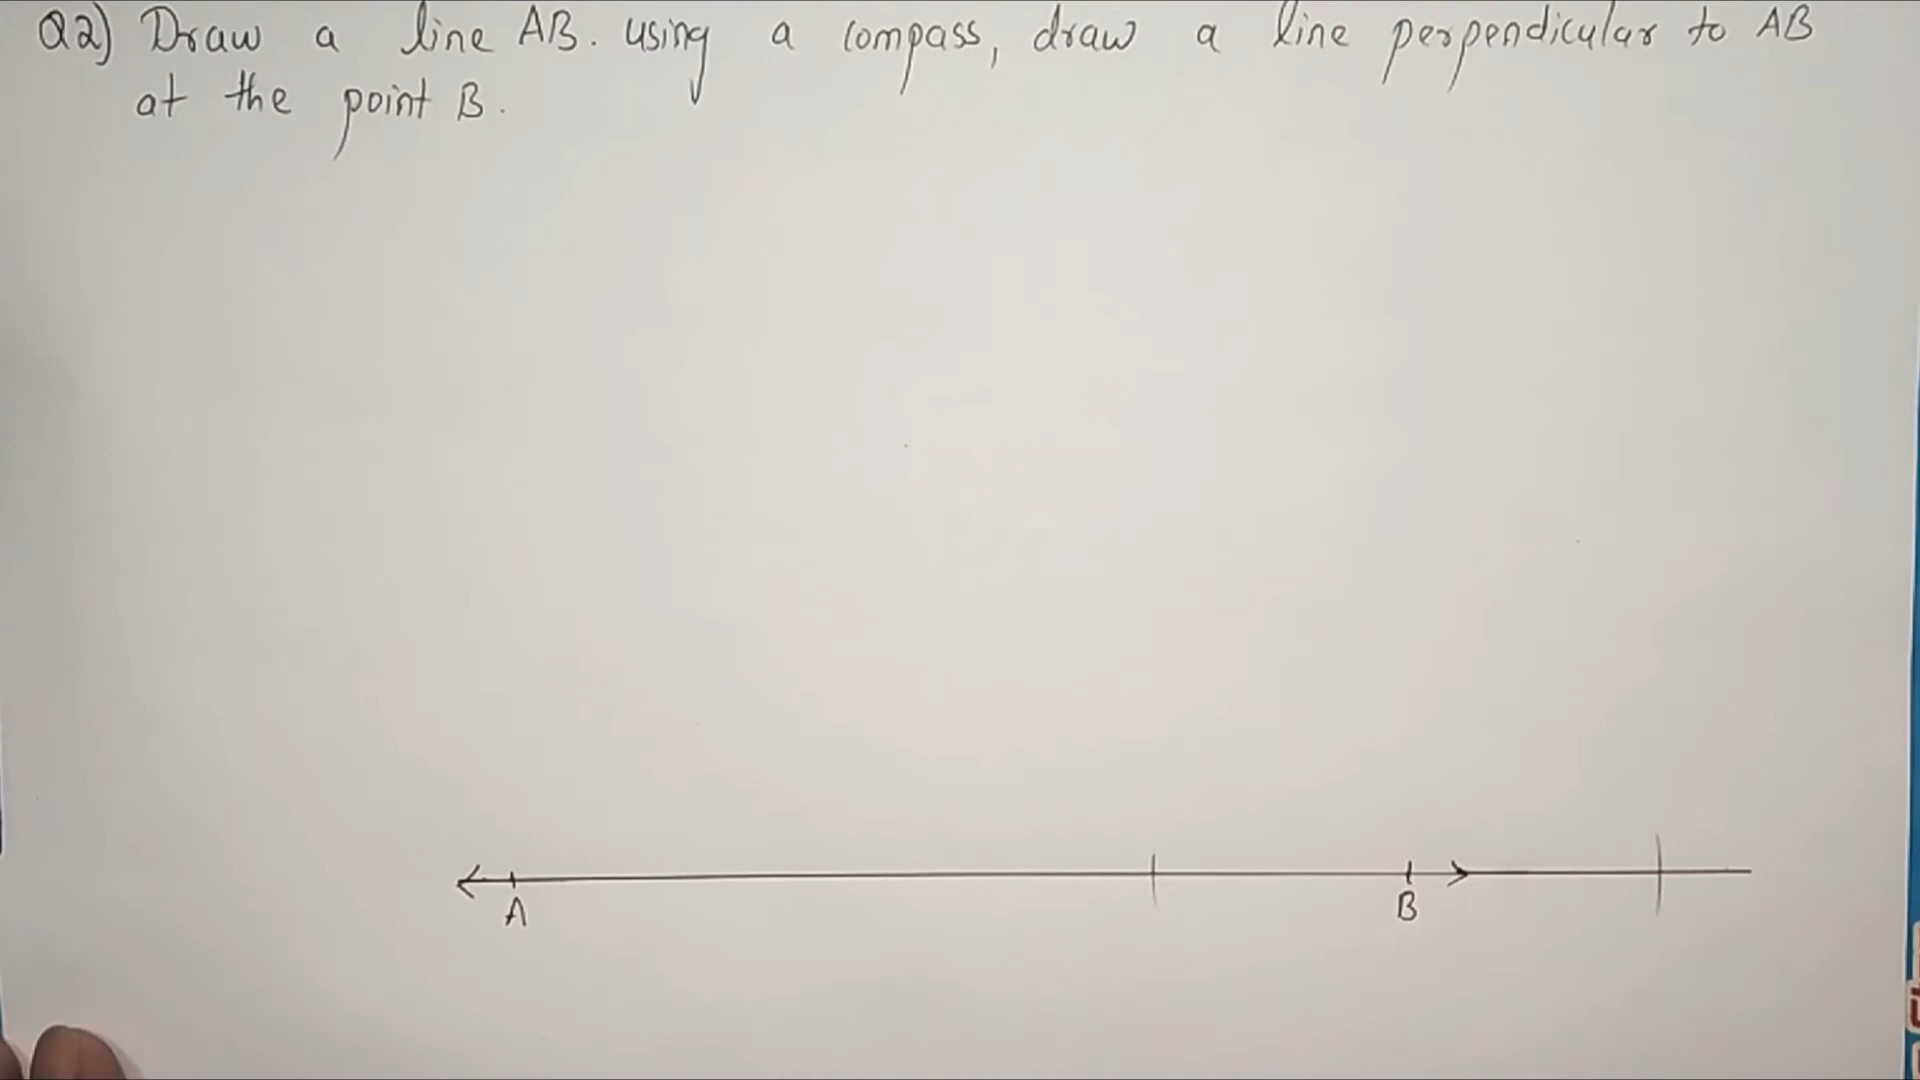 Q2) Draw a line AB. using a compass, draw a line perpendicular to AB
at the point B.
A B